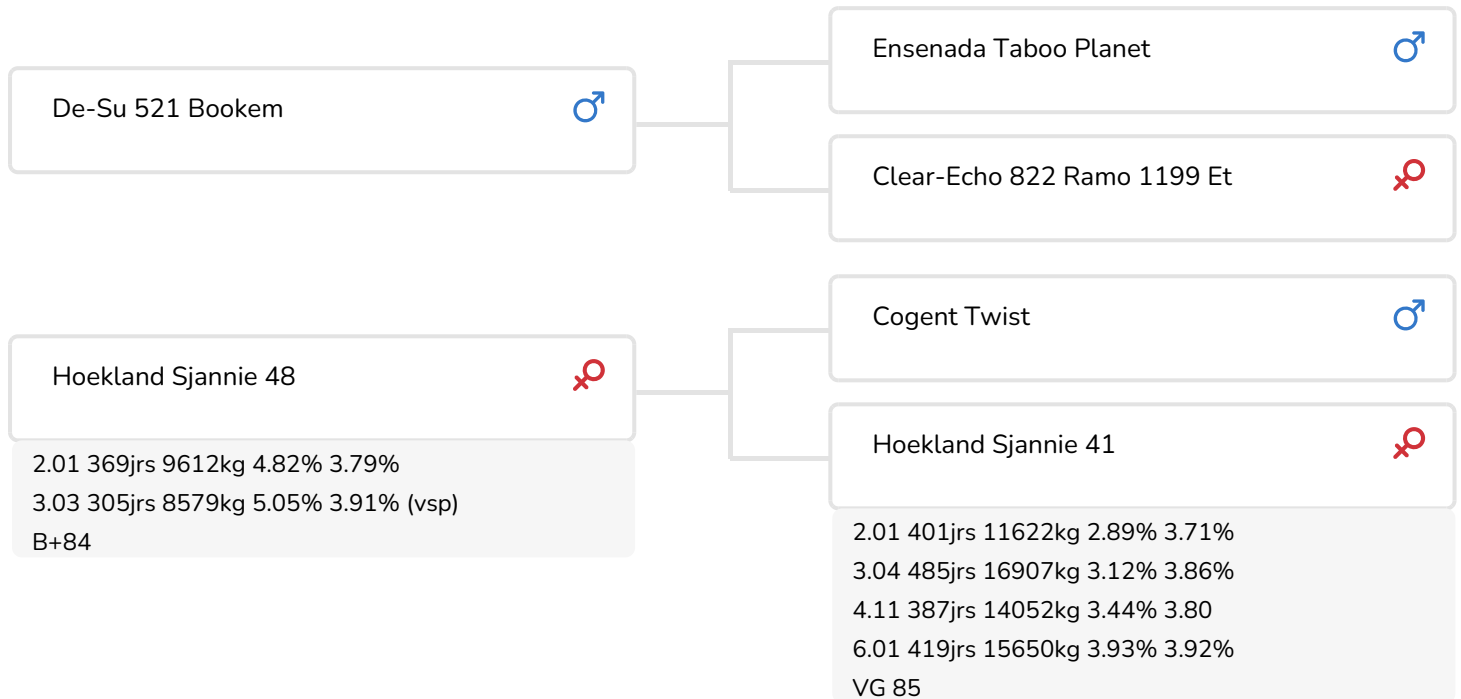 De-Su 521 Bookem
Ensenada Taboo Planet
Clear-Echo 822 Ramo 1199 Et
Hoekland Sjannie 48
2.01 369jrs 9612kg 4.82% 3.79%
3.03 305jrs 8579kg 5.05% 3.91% (vsp)
B+84
Cogent Twist
Hoekland Sjannie 41
2.01 401jrs 11622kg 2.89% 3.71%
3.04 485jrs 16907kg 3.12% 3.86%
4.11 387jrs 14052kg 3.44% 3.80
6.01 419jrs 15650kg 3.93% 3.92%
VG 85